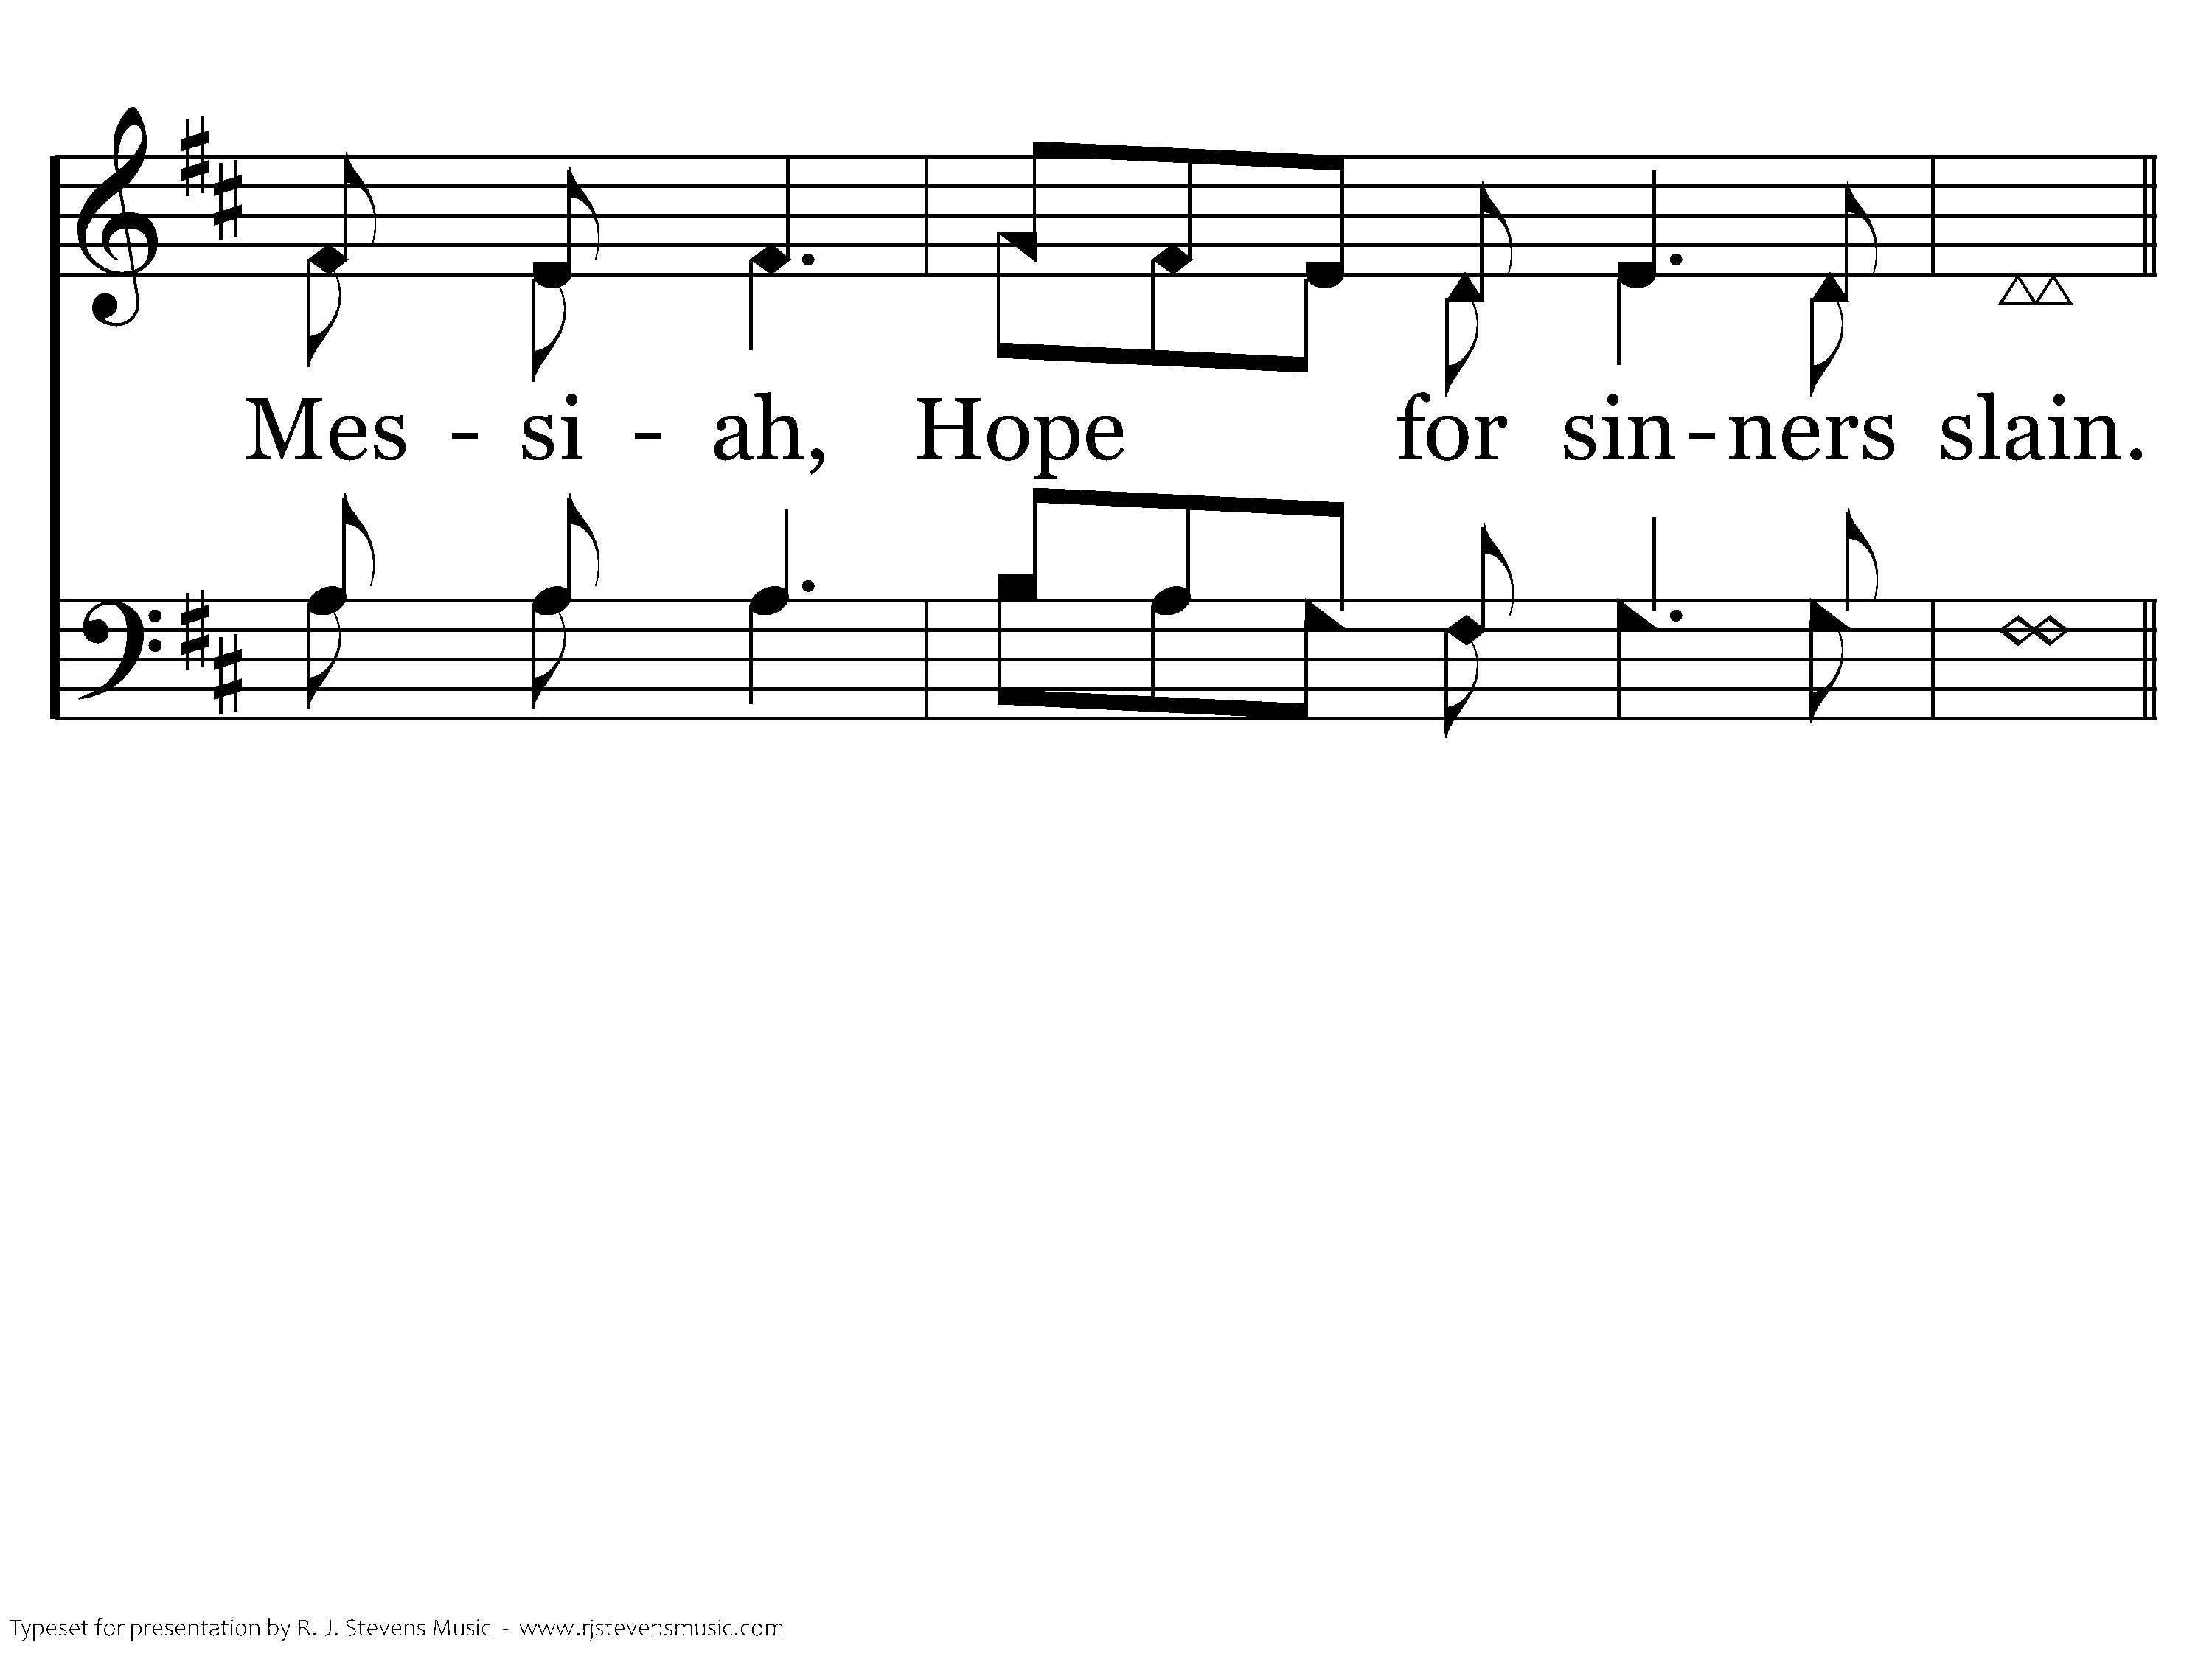 Mes - si - ah, Hope for sin - ners slain.
Typeset for presentation by R. J. Stevens Music - www.rjstevensmusic.com